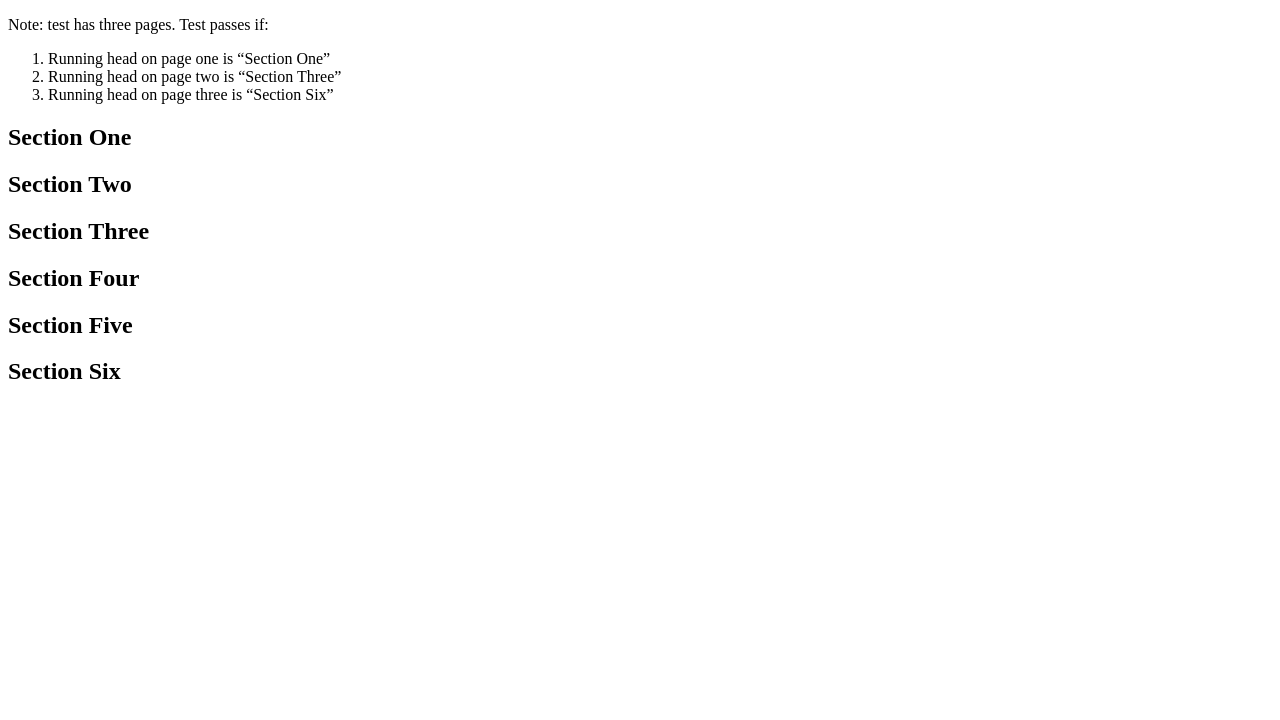 Note: test has three pages. Test passes if:
1. Running head on page one is “Section One”
2. Running head on page two is “Section Three”
3. Running head on page three is “Section Six”
Section One
Section Two
Section Three
Section Four
Section Five
Section Six